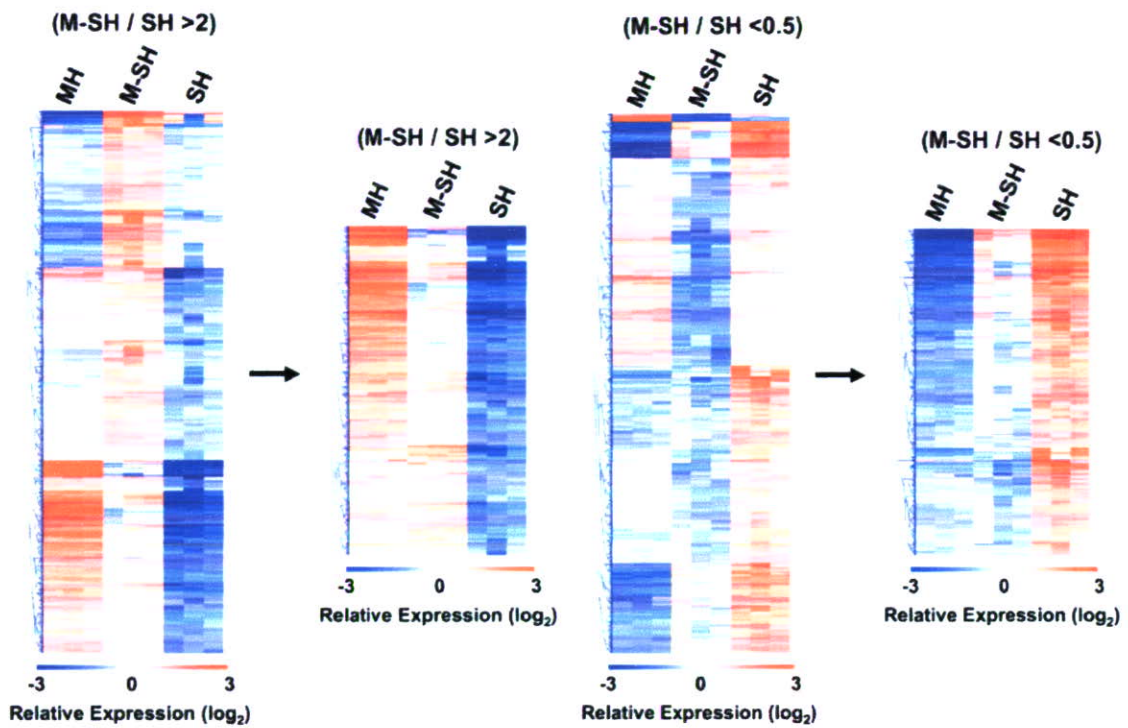 (M-SH / SH >2)
MH M-SH SH
-3 0 3
Relative Expression (log2)
(M-SH / SH >2)
MH M-SH SH
-3 0 3
Relative Expression (log2)
(M-SH / SH <0.5)
MH M-SH SH
-3 0 3
Relative Expression (log2)
(M-SH / SH <0.5)
MH M-SH SH
-3 0 3
Relative Expression (log2)